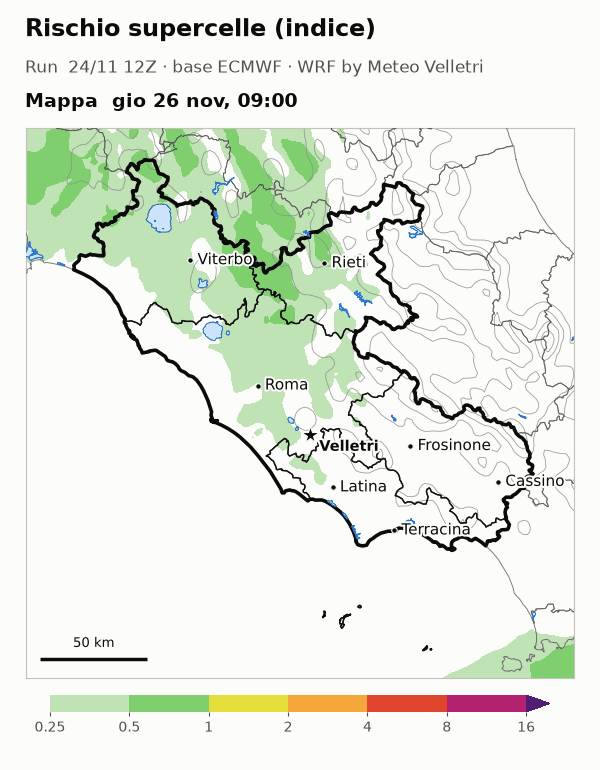 Rischio supercelle (indice)
Run  24/11 12Z · base ECMWF · WRF by Meteo Velletri
Mappa  gio 26 nov, 09:00
Viterbo
Rieti
Roma
Velletri
Frosinone
Cassino
Latina
Terracina
50 km
0.25 0.5 1 2 4 8 16